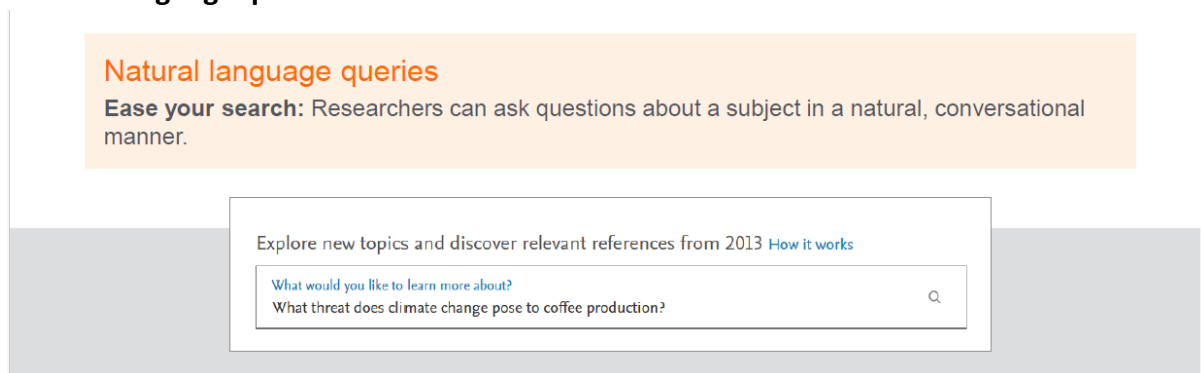 Natural language queries
Ease your search: Researchers can ask questions about a subject in a natural, conversational
manner.
Explore new topics and discover relevant references from 2013 How it works
What would you like to learn more about?
What threat does climate change pose to coffee production?